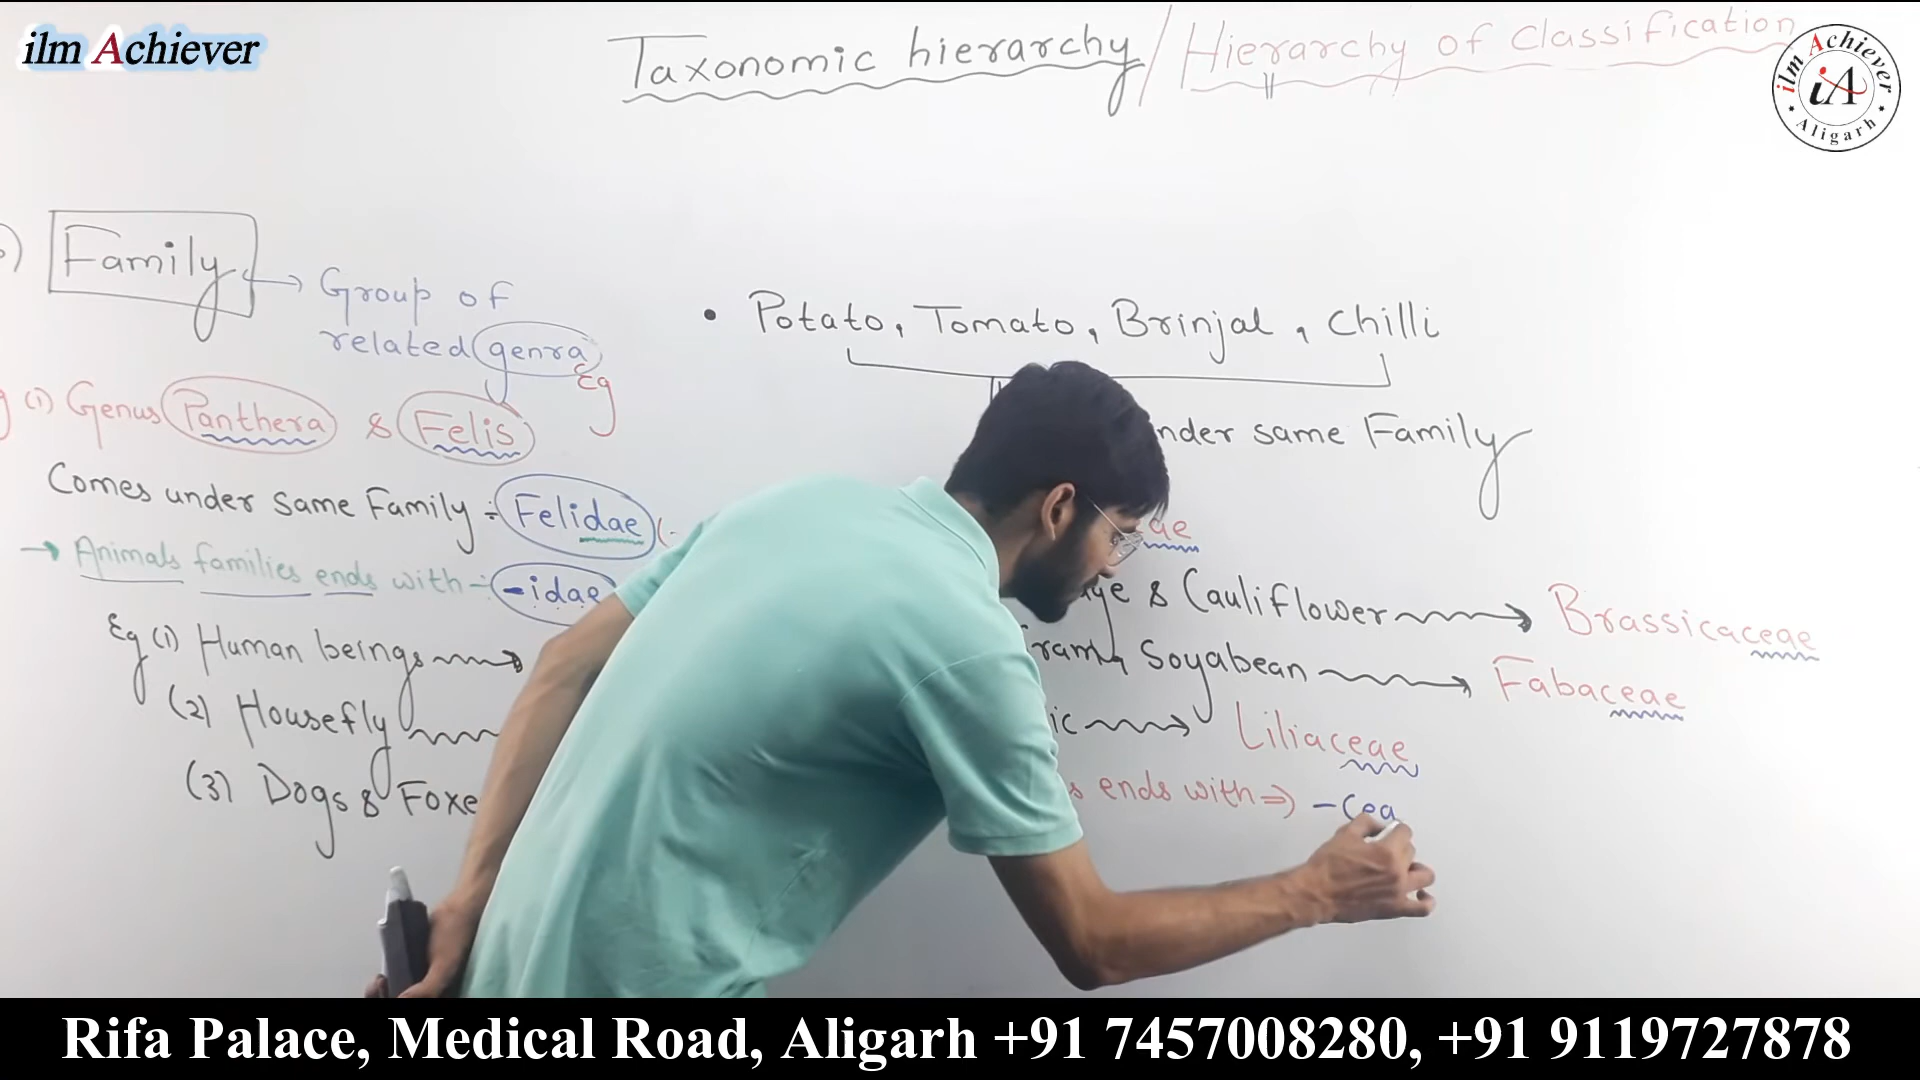 ilm Achiever
Taxonomic hierarchy / Hierarchy of Classification
ilm Achiever
iA
Aligarh
Family → Group of
related genra
Eg
(1) Genus Panthera & Felis
Comes under same Family ÷ Felidae (-
→ Animals families ends with ÷ -idae
Eg (1) Human beings
(2) Housefly
(3) Dogs & Foxe
• Potato, Tomato, Brinjal, Chilli
nder same Family
ae
& Cauliflower → Brassicaceae
Soyabean → Fabaceae
ic → Liliaceae
s ends with ⇒ -cea
Rifa Palace, Medical Road, Aligarh +91 7457008280, +91 9119727878